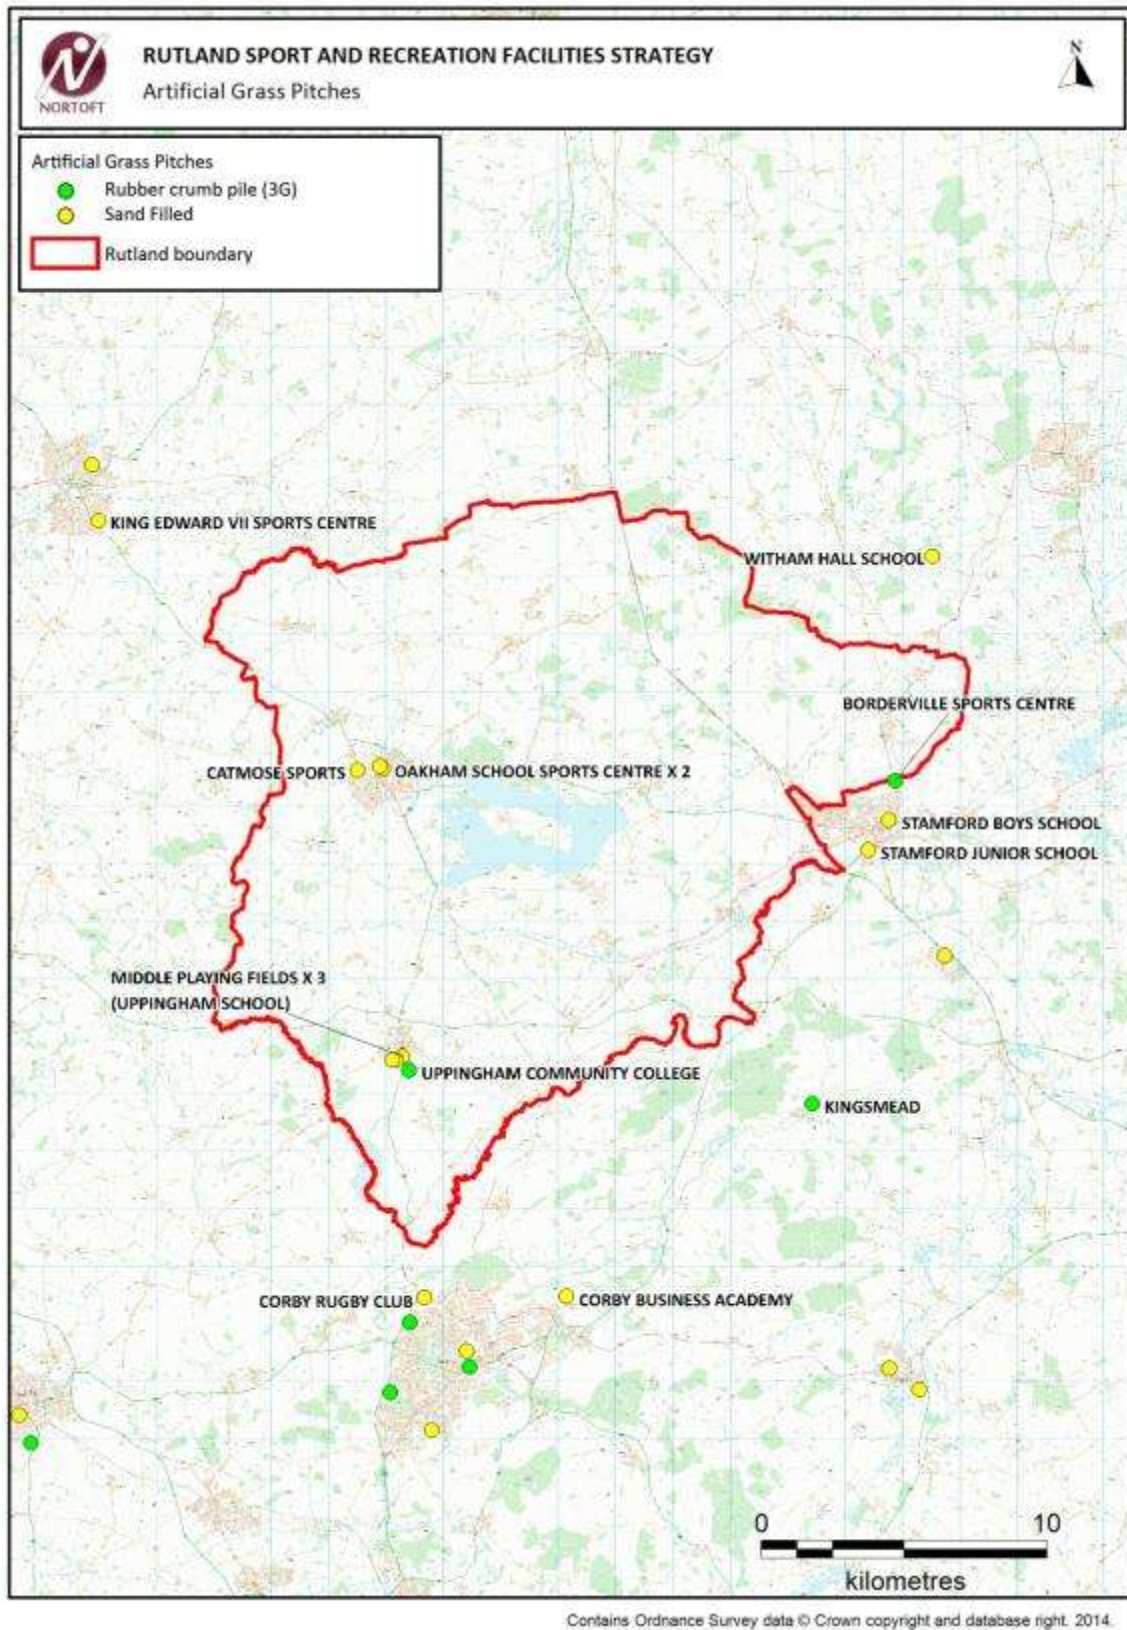 RUTLAND SPORT AND RECREATION FACILITIES STRATEGY
Artificial Grass Pitches
NORTOFT
N
Artificial Grass Pitches
Rubber crumb pile (3G)
Sand Filled
Rutland boundary
KING EDWARD VII SPORTS CENTRE
WITHAM HALL SCHOOL
BORDERVILLE SPORTS CENTRE
CATMOSE SPORTS
OAKHAM SCHOOL SPORTS CENTRE X 2
STAMFORD BOYS SCHOOL
STAMFORD JUNIOR SCHOOL
MIDDLE PLAYING FIELDS X 3
(UPPINGHAM SCHOOL)
UPPINGHAM COMMUNITY COLLEGE
KINGSMEAD
CORBY RUGBY CLUB
CORBY BUSINESS ACADEMY
0 10
kilometres
Contains Ordnance Survey data © Crown copyright and database right. 2014.